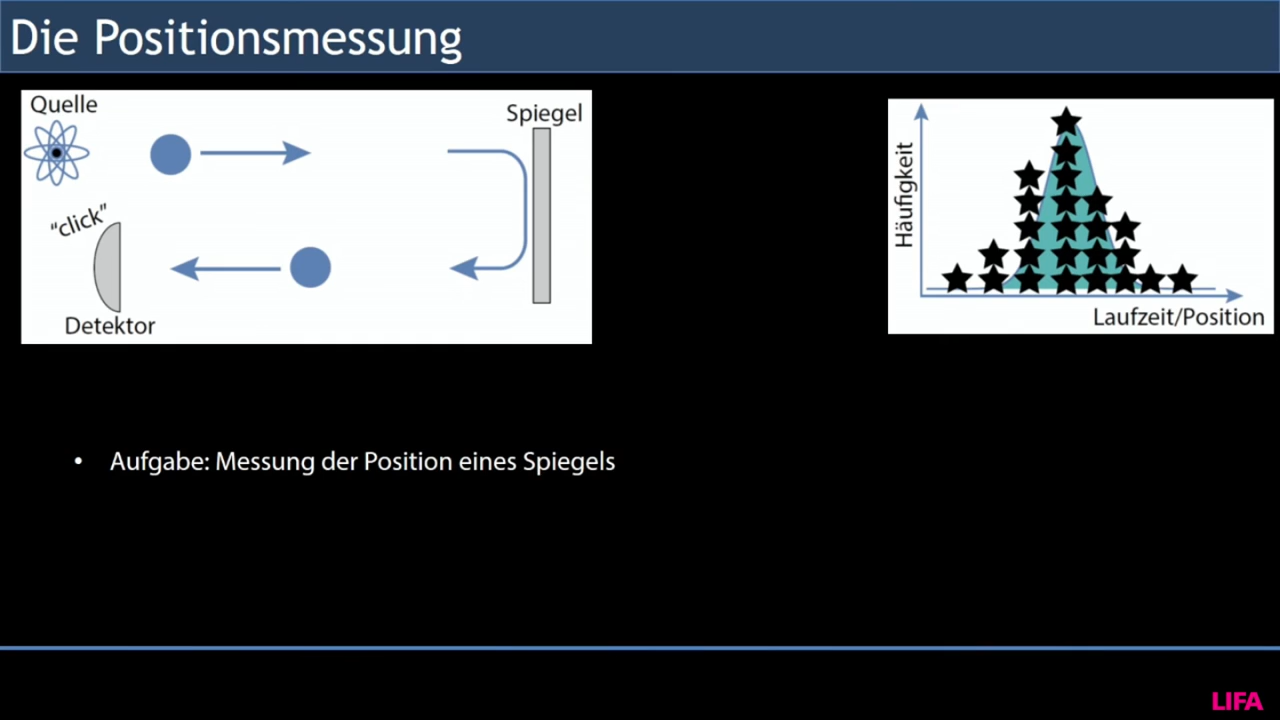 Die Positionsmessung
Quelle
Spiegel
"click"
Detektor
Häufigkeit
Laufzeit/Position
• Aufgabe: Messung der Position eines Spiegels
LIFA